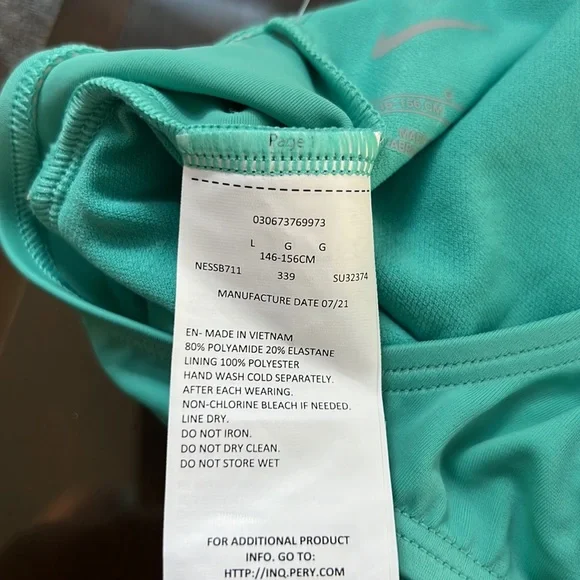 Page
030673769973
L G G
146-156CM
NESSB711 339 SU32374
MANUFACTURE DATE 07/21
EN- MADE IN VIETNAM
80% POLYAMIDE 20% ELASTANE
LINING 100% POLYESTER
HAND WASH COLD SEPARATELY.
AFTER EACH WEARING.
NON-CHLORINE BLEACH IF NEEDED.
LINE DRY.
DO NOT IRON.
DO NOT DRY CLEAN.
DO NOT STORE WET
FOR ADDITIONAL PRODUCT
INFO. GO TO:
HTTP://INQ.PERY.COM/